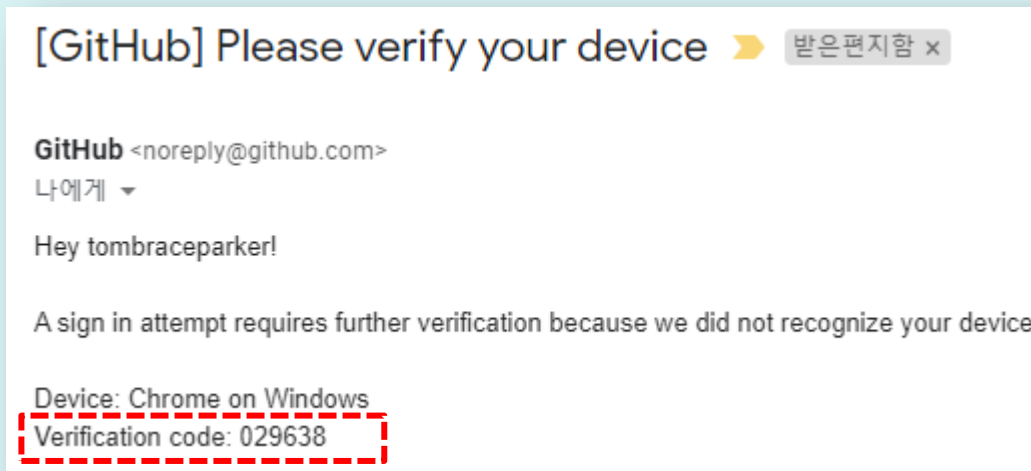 [GitHub] Please verify your device 받은편지함 ×
GitHub <noreply@github.com>
나에게
Hey tombraceparker!
A sign in attempt requires further verification because we did not recognize your device
Device: Chrome on Windows
Verification code: 029638